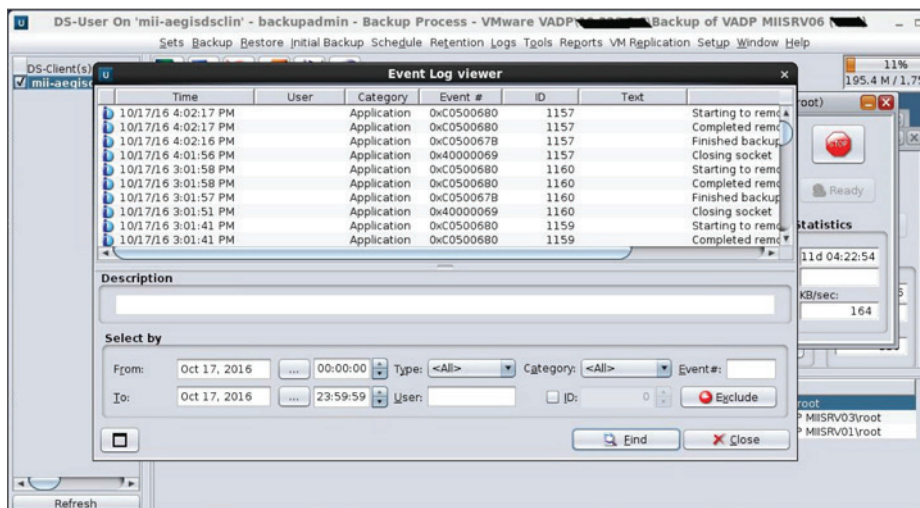 DS-User On 'mii-aegisdsclin' - backupadmin - Backup Process - VMware VADP\ Backup of VADP MIISRV06
Sets Backup Restore Initial Backup Schedule Retention Logs Tools Reports VM Replication Setup Window Help
DS-Client(s)
mii-aegisd
11%
195.4 M / 1,75
Event Log viewer
Time User Category Event # ID Text
10/17/16 4:02:17 PM Application 0xC0500680 1157 Starting to remo
10/17/16 4:02:17 PM Application 0xC0500680 1157 Completed remo
10/17/16 4:02:16 PM Application 0xC050067B 1157 Finished backup
10/17/16 4:01:56 PM Application 0x40000069 1157 Closing socket
10/17/16 3:01:58 PM Application 0xC0500680 1160 Starting to remo
10/17/16 3:01:58 PM Application 0xC0500680 1160 Completed remo
10/17/16 3:01:57 PM Application 0xC050067B 1160 Finished backup
10/17/16 3:01:51 PM Application 0x40000069 1160 Closing socket
10/17/16 3:01:41 PM Application 0xC0500680 1159 Starting to remo
10/17/16 3:01:41 PM Application 0xC0500680 1159 Completed remo
root)
Ready
Statistics
11d 04:22:54
KB/sec:
164
Description
Select by
From: Oct 17, 2016 ... 00:00:00 Type: <All> Category: <All> Event#:
To: Oct 17, 2016 ... 23:59:59 User: ID: 0 Exclude
Find Close
root
P MIISRV03\root
P MIISRV01\root
Refresh